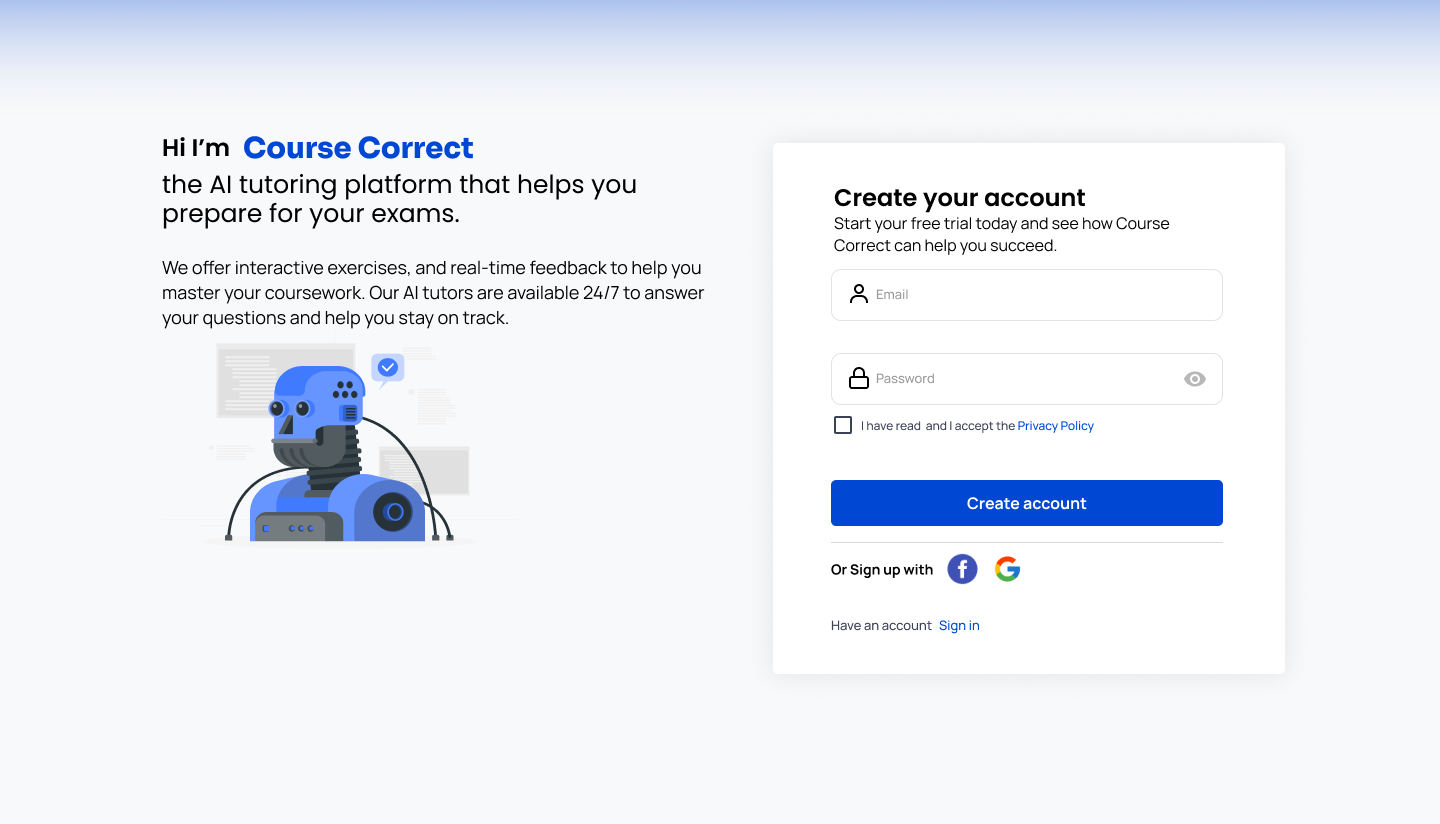 Hi I’m Course Correct
the AI tutoring platform that helps you
prepare for your exams.
We offer interactive exercises, and real-time feedback to help you
master your coursework. Our AI tutors are available 24/7 to answer
your questions and help you stay on track.
Create your account
Start your free trial today and see how Course
Correct can help you succeed.
Email
Password
I have read  and I accept the Privacy Policy
Create account
Or Sign up with
Have an account  Sign in